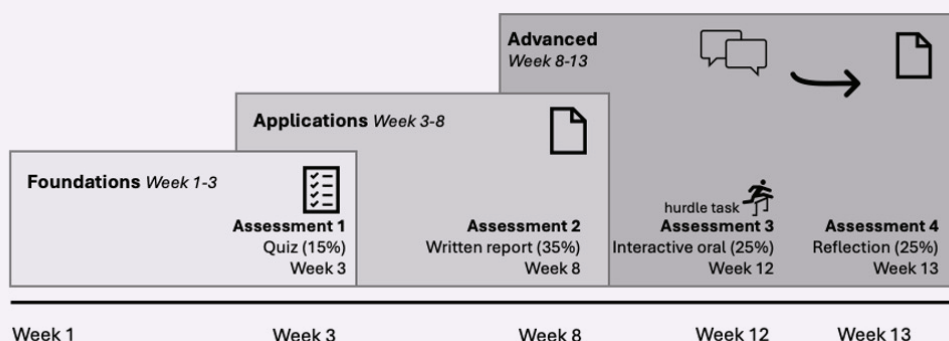 Advanced
Week 8-13
Applications Week 3-8
Foundations Week 1-3
Assessment 1
Quiz (15%)
Week 3
Assessment 2
Written report (35%)
Week 8
hurdle task
Assessment 3
Interactive oral (25%)
Week 12
Assessment 4
Reflection (25%)
Week 13
Week 1
Week 3
Week 8
Week 12
Week 13